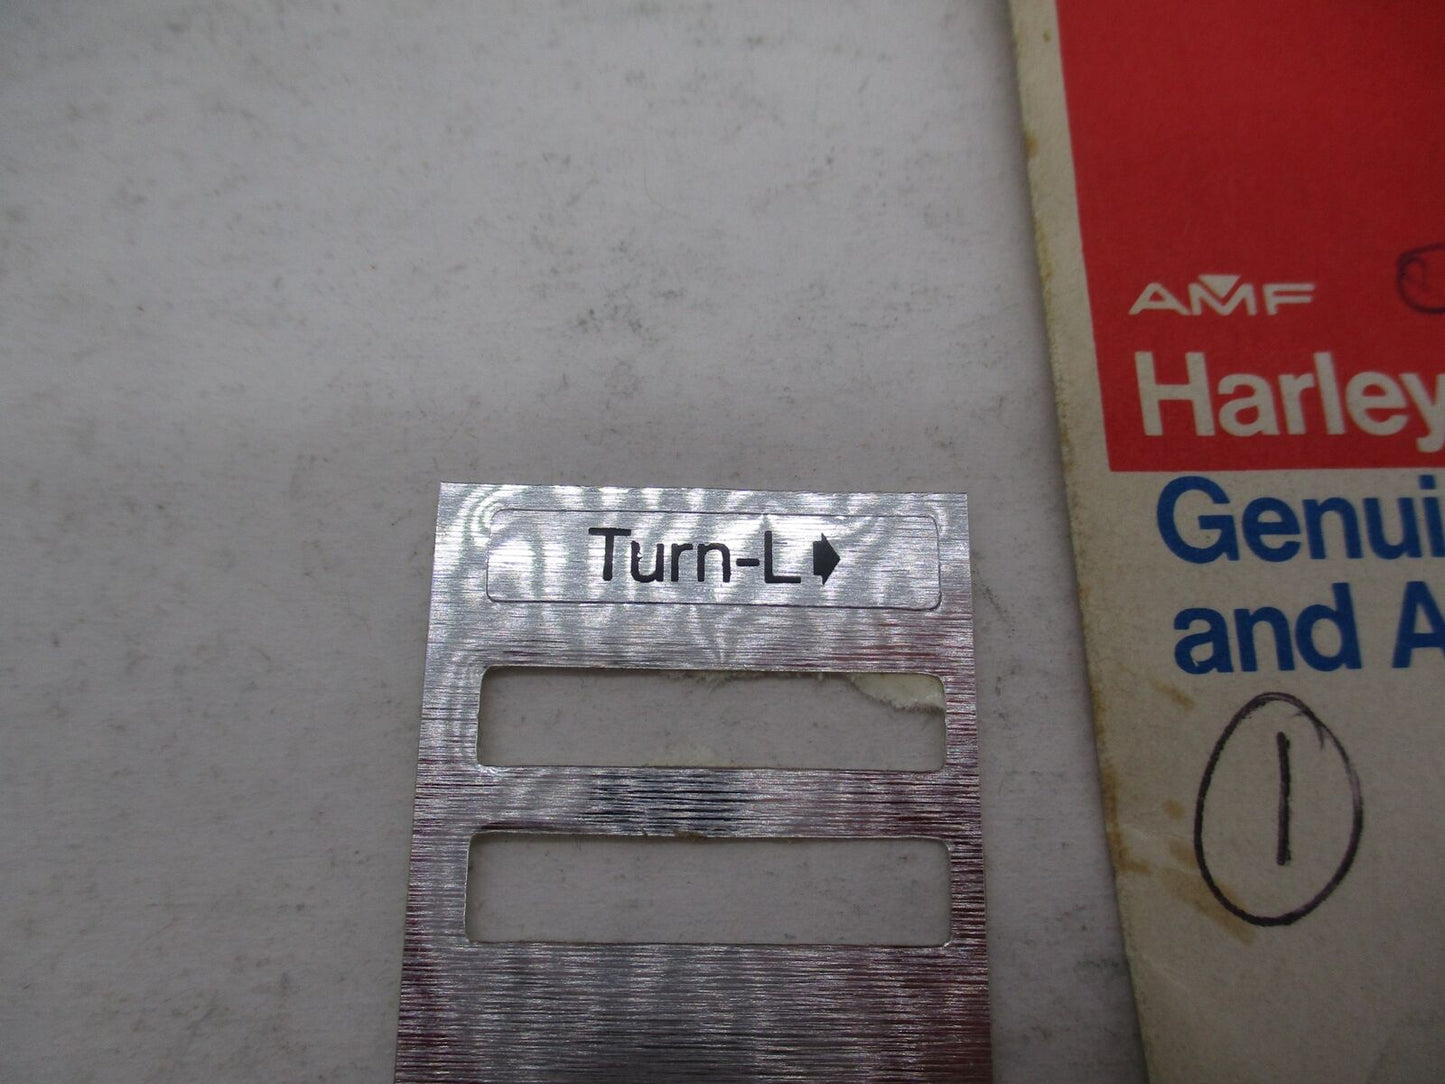 Turn-L
AMF
Harley
Genui
and A
1